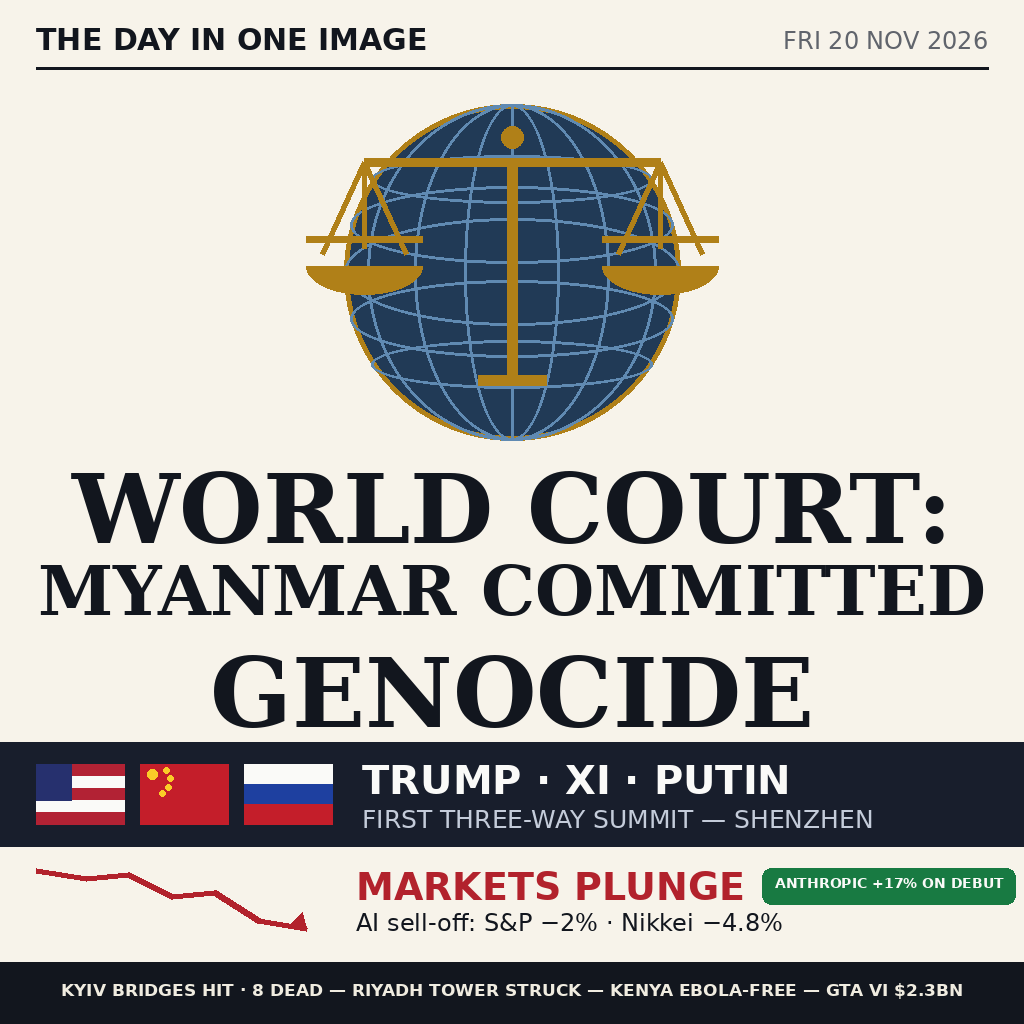 THE DAY IN ONE IMAGE
FRI 20 NOV 2026
WORLD COURT:
MYANMAR COMMITTED
GENOCIDE
TRUMP · XI · PUTIN
FIRST THREE-WAY SUMMIT — SHENZHEN
MARKETS PLUNGE
ANTHROPIC +17% ON DEBUT
AI sell-off: S&P −2% · Nikkei −4.8%
KYIV BRIDGES HIT · 8 DEAD — RIYADH TOWER STRUCK — KENYA EBOLA-FREE — GTA VI $2.3BN